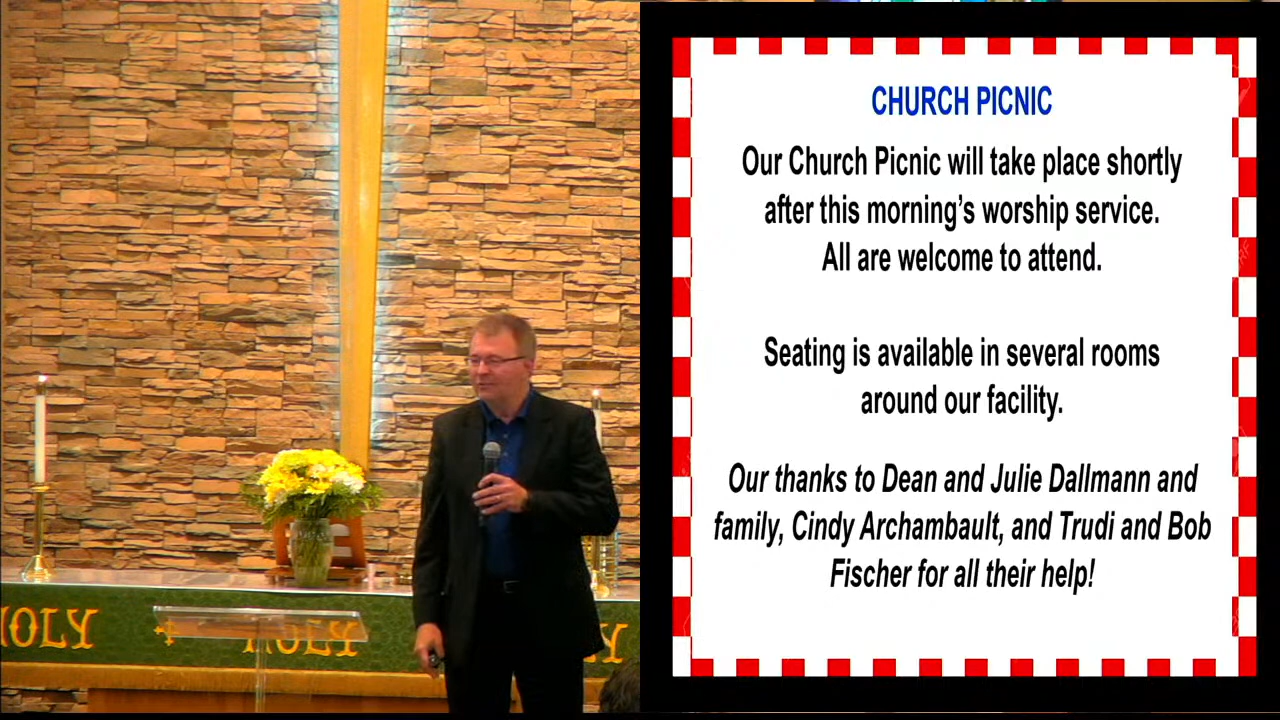 CHURCH PICNIC
Our Church Picnic will take place shortly
after this morning's worship service.
All are welcome to attend.
Seating is available in several rooms
around our facility.
Our thanks to Dean and Julie Dallmann and
family, Cindy Archambault, and Trudi and Bob
Fischer for all their help!
HOLY + HOLY